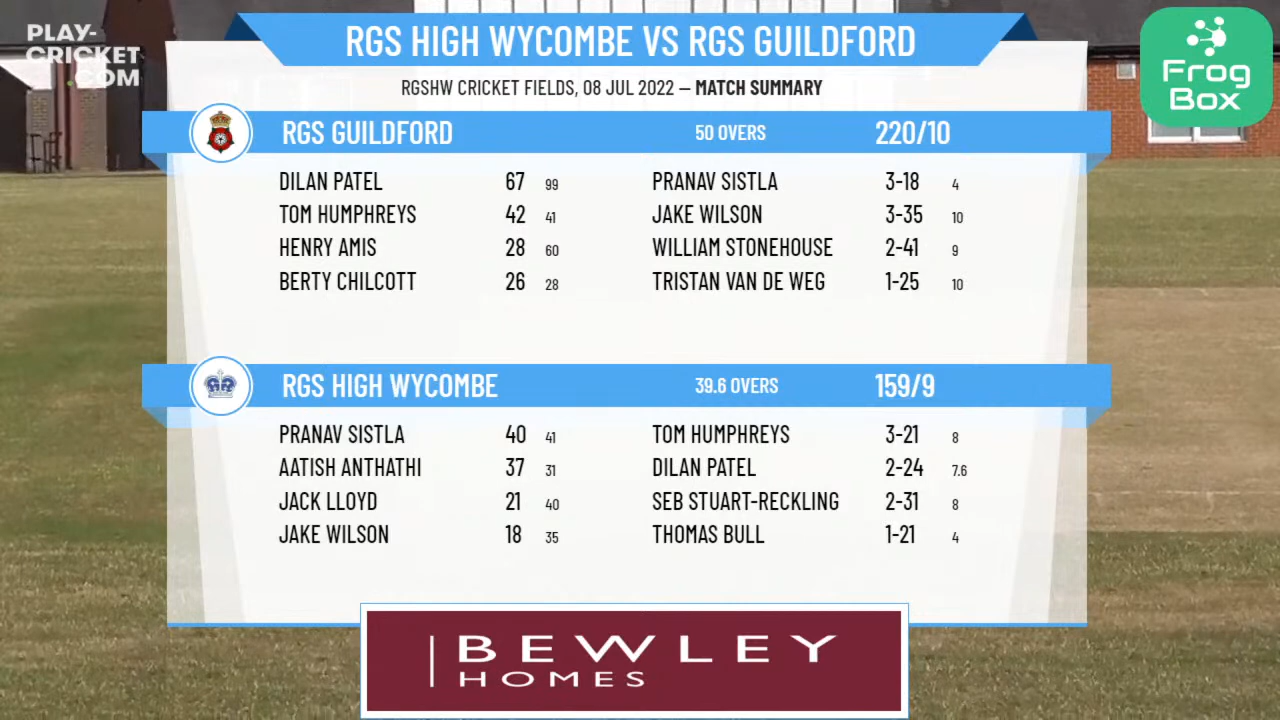 PLAY-
CRICKET
.COM
RGS HIGH WYCOMBE VS RGS GUILDFORD
Frog
Box
RGSHW CRICKET FIELDS, 08 JUL 2022 – MATCH SUMMARY
RGS GUILDFORD 50 OVERS 220/10
DILAN PATEL 67 99 PRANAV SISTLA 3-18 4
TOM HUMPHREYS 42 41 JAKE WILSON 3-35 10
HENRY AMIS 28 60 WILLIAM STONEHOUSE 2-41 9
BERTY CHILCOTT 26 28 TRISTAN VAN DE WEG 1-25 10
RGS HIGH WYCOMBE 39.6 OVERS 159/9
PRANAV SISTLA 40 41 TOM HUMPHREYS 3-21 8
AATISH ANTHATHI 37 31 DILAN PATEL 2-24 7.6
JACK LLOYD 21 40 SEB STUART-RECKLING 2-31 8
JAKE WILSON 18 35 THOMAS BULL 1-21 4
BEWLEY
HOMES